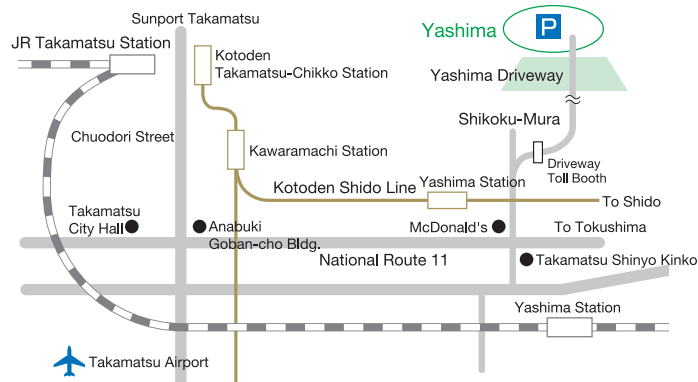 Sunport Takamatsu
JR Takamatsu Station
Kotoden
Takamatsu-Chikko Station
Yashima
P
Yashima Driveway
Shikoku-Mura
Chuodori Street
Kawaramachi Station
Driveway
Toll Booth
Kotoden Shido Line
Yashima Station
To Shido
Takamatsu
City Hall
Anabuki
Goban-cho Bldg.
McDonald's
To Tokushima
National Route 11
Takamatsu Shinyo Kinko
Yashima Station
Takamatsu Airport